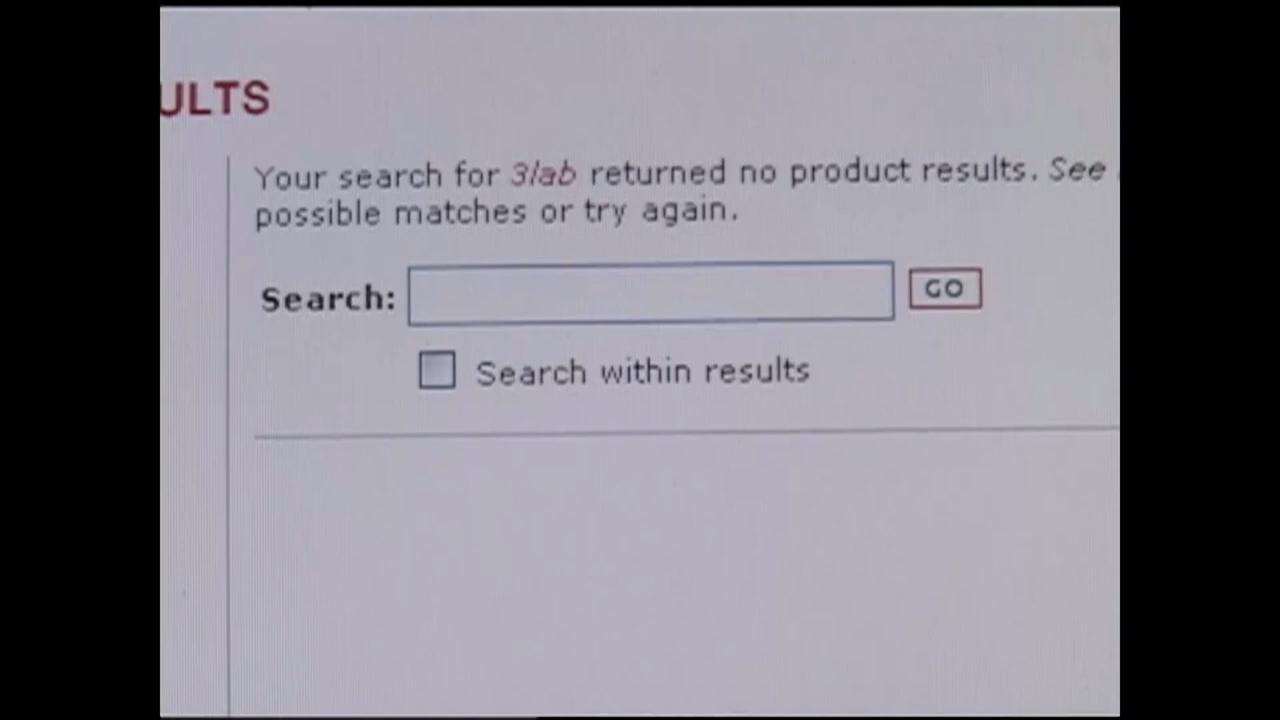 ULTS
Your search for 3lab returned no product results. See
possible matches or try again.
Search:
GO
Search within results